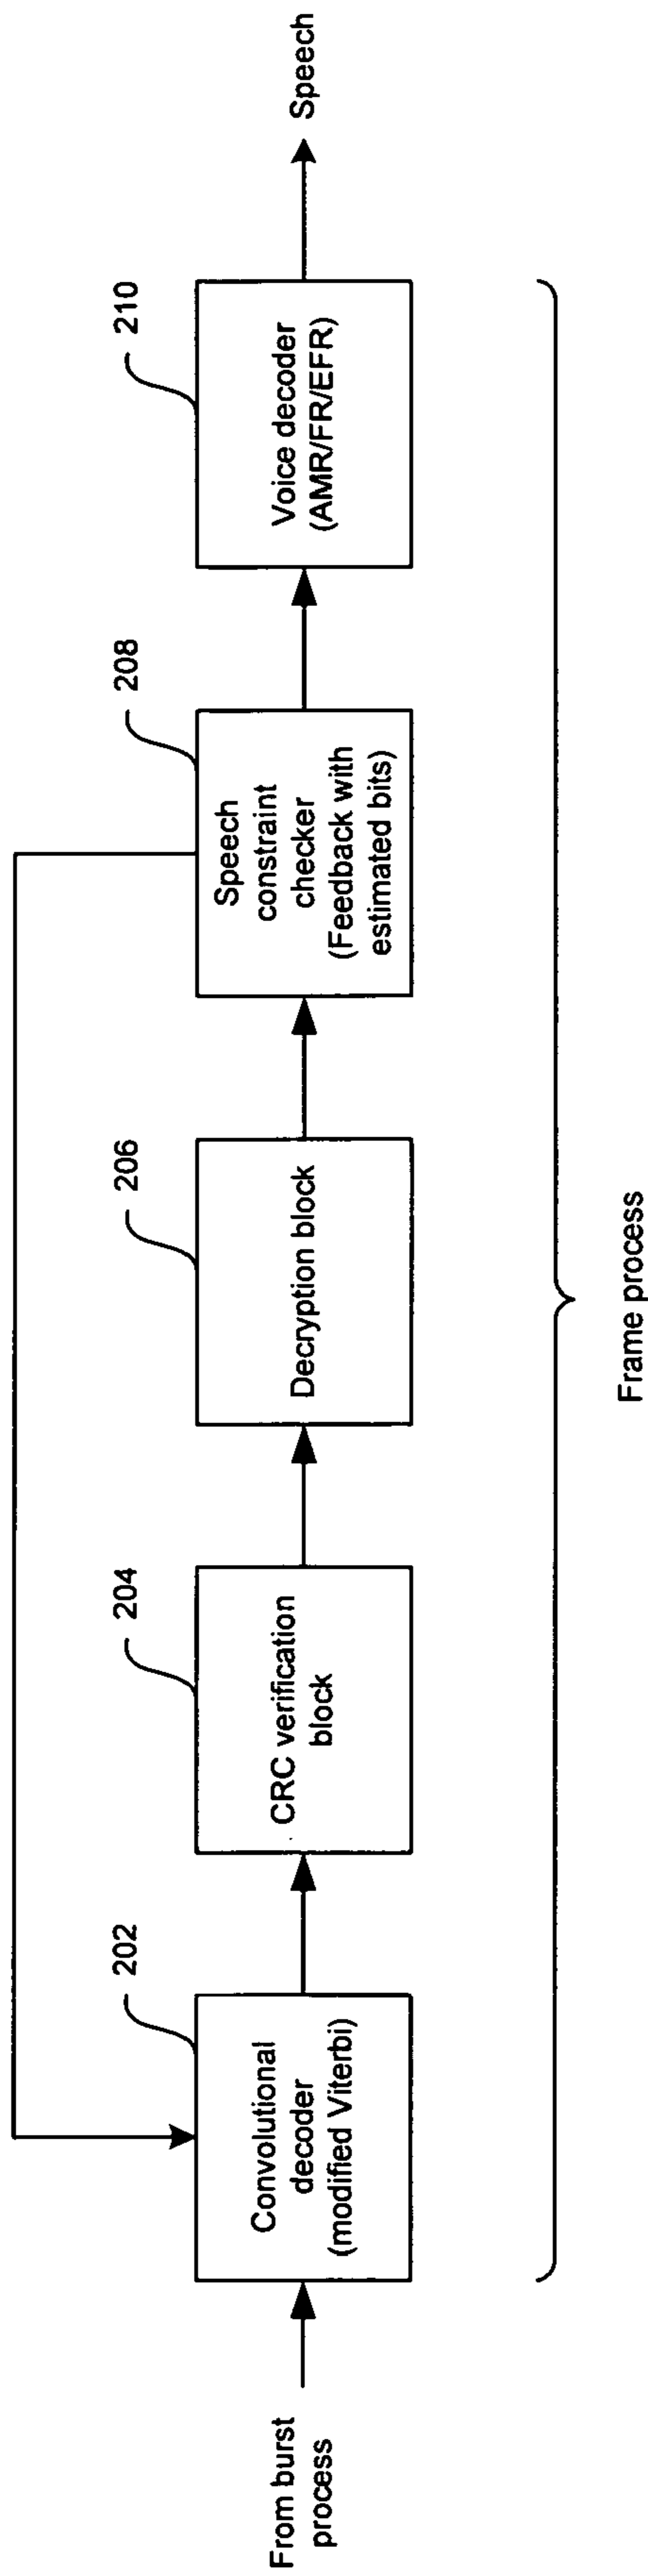 From burst
process
202
Convolutional
decoder
(modified Viterbi)
204
CRC verification
block
206
Decryption block
208
Speech
constraint
checker
(Feedback with
estimated bits)
210
Voice decoder
(AMR/FR/EFR)
Speech
Frame process